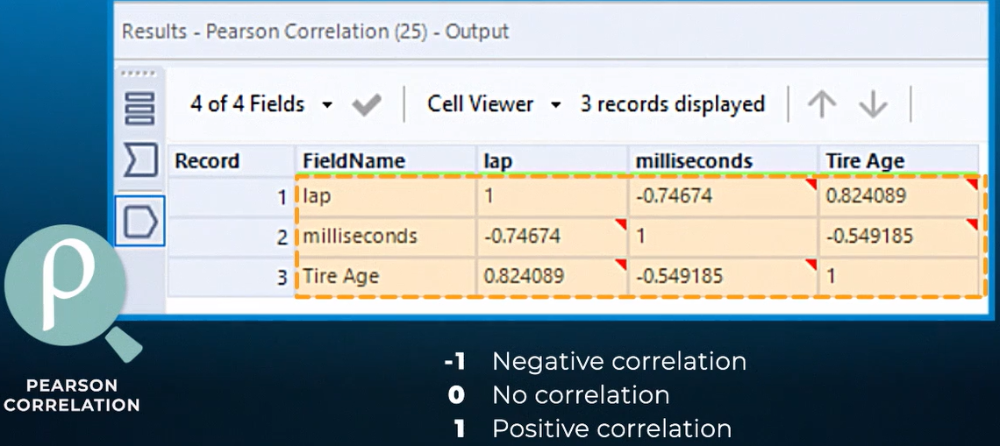 Results - Pearson Correlation (25) - Output
4 of 4 Fields Cell Viewer 3 records displayed
Record FieldName lap milliseconds Tire Age
1 lap 1 -0.74674 0.824089
2 milliseconds -0.74674 1 -0.549185
3 Tire Age 0.824089 -0.549185 1
ρ
PEARSON
CORRELATION
-1 Negative correlation
0 No correlation
1 Positive correlation